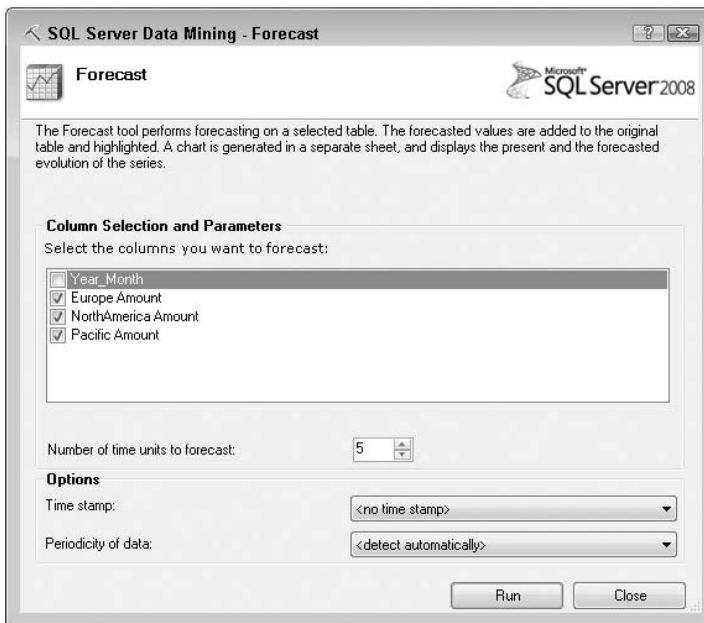 SQL Server Data Mining - Forecast
Forecast
Microsoft®
SQL Server 2008
The Forecast tool performs forecasting on a selected table. The forecasted values are added to the original
table and highlighted. A chart is generated in a separate sheet, and displays the present and the forecasted
evolution of the series.
Column Selection and Parameters
Select the columns you want to forecast:
Year_Month
Europe Amount
NorthAmerica Amount
Pacific Amount
Number of time units to forecast: 5
Options
Time stamp: <no time stamp>
Periodicity of data: <detect automatically>
Run Close